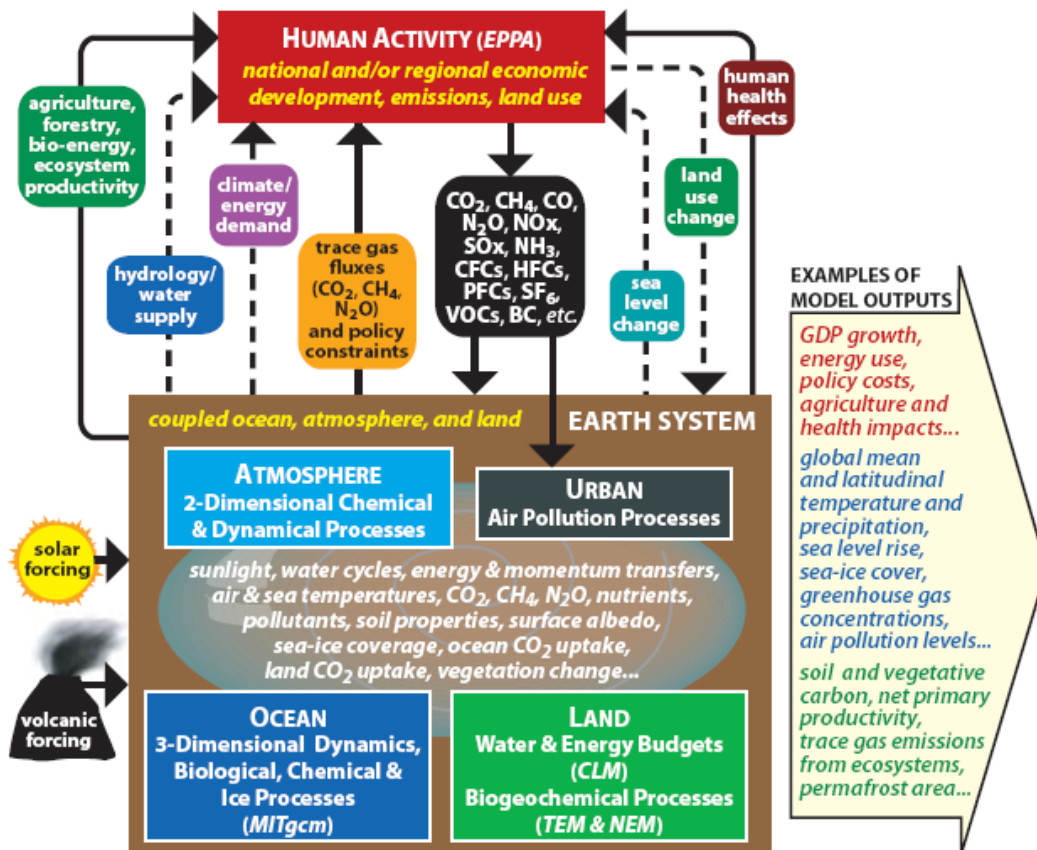 HUMAN ACTIVITY (EPPA)
national and/or regional economic
development, emissions, land use
agriculture,
forestry,
bio-energy,
ecosystem
productivity
hydrology/
water
supply
climate/
energy
demand
trace gas
fluxes
(CO₂, CH₄,
N₂O)
and policy
constraints
CO₂, CH₄, CO,
N₂O, NOx,
SOx, NH₃,
CFCs, HFCs,
PFCs, SF₆,
VOCs, BC, etc.
sea
level
change
land
use
change
human
health
effects
coupled ocean, atmosphere, and land
EARTH SYSTEM
ATMOSPHERE
2-Dimensional Chemical
& Dynamical Processes
URBAN
Air Pollution Processes
solar
forcing
volcanic
forcing
sunlight, water cycles, energy & momentum transfers,
air & sea temperatures, CO₂, CH₄, N₂O, nutrients,
pollutants, soil properties, surface albedo,
sea-ice coverage, ocean CO₂ uptake,
land CO₂ uptake, vegetation change...
OCEAN
3-Dimensional Dynamics,
Biological, Chemical &
Ice Processes
(MITgcm)
LAND
Water & Energy Budgets
(CLM)
Biogeochemical Processes
(TEM & NEM)
EXAMPLES OF
MODEL OUTPUTS
GDP growth,
energy use,
policy costs,
agriculture and
health impacts...
global mean
and latitudinal
temperature and
precipitation,
sea level rise,
sea-ice cover,
greenhouse gas
concentrations,
air pollution levels...
soil and vegetative
carbon, net primary
productivity,
trace gas emissions
from ecosystems,
permafrost area...